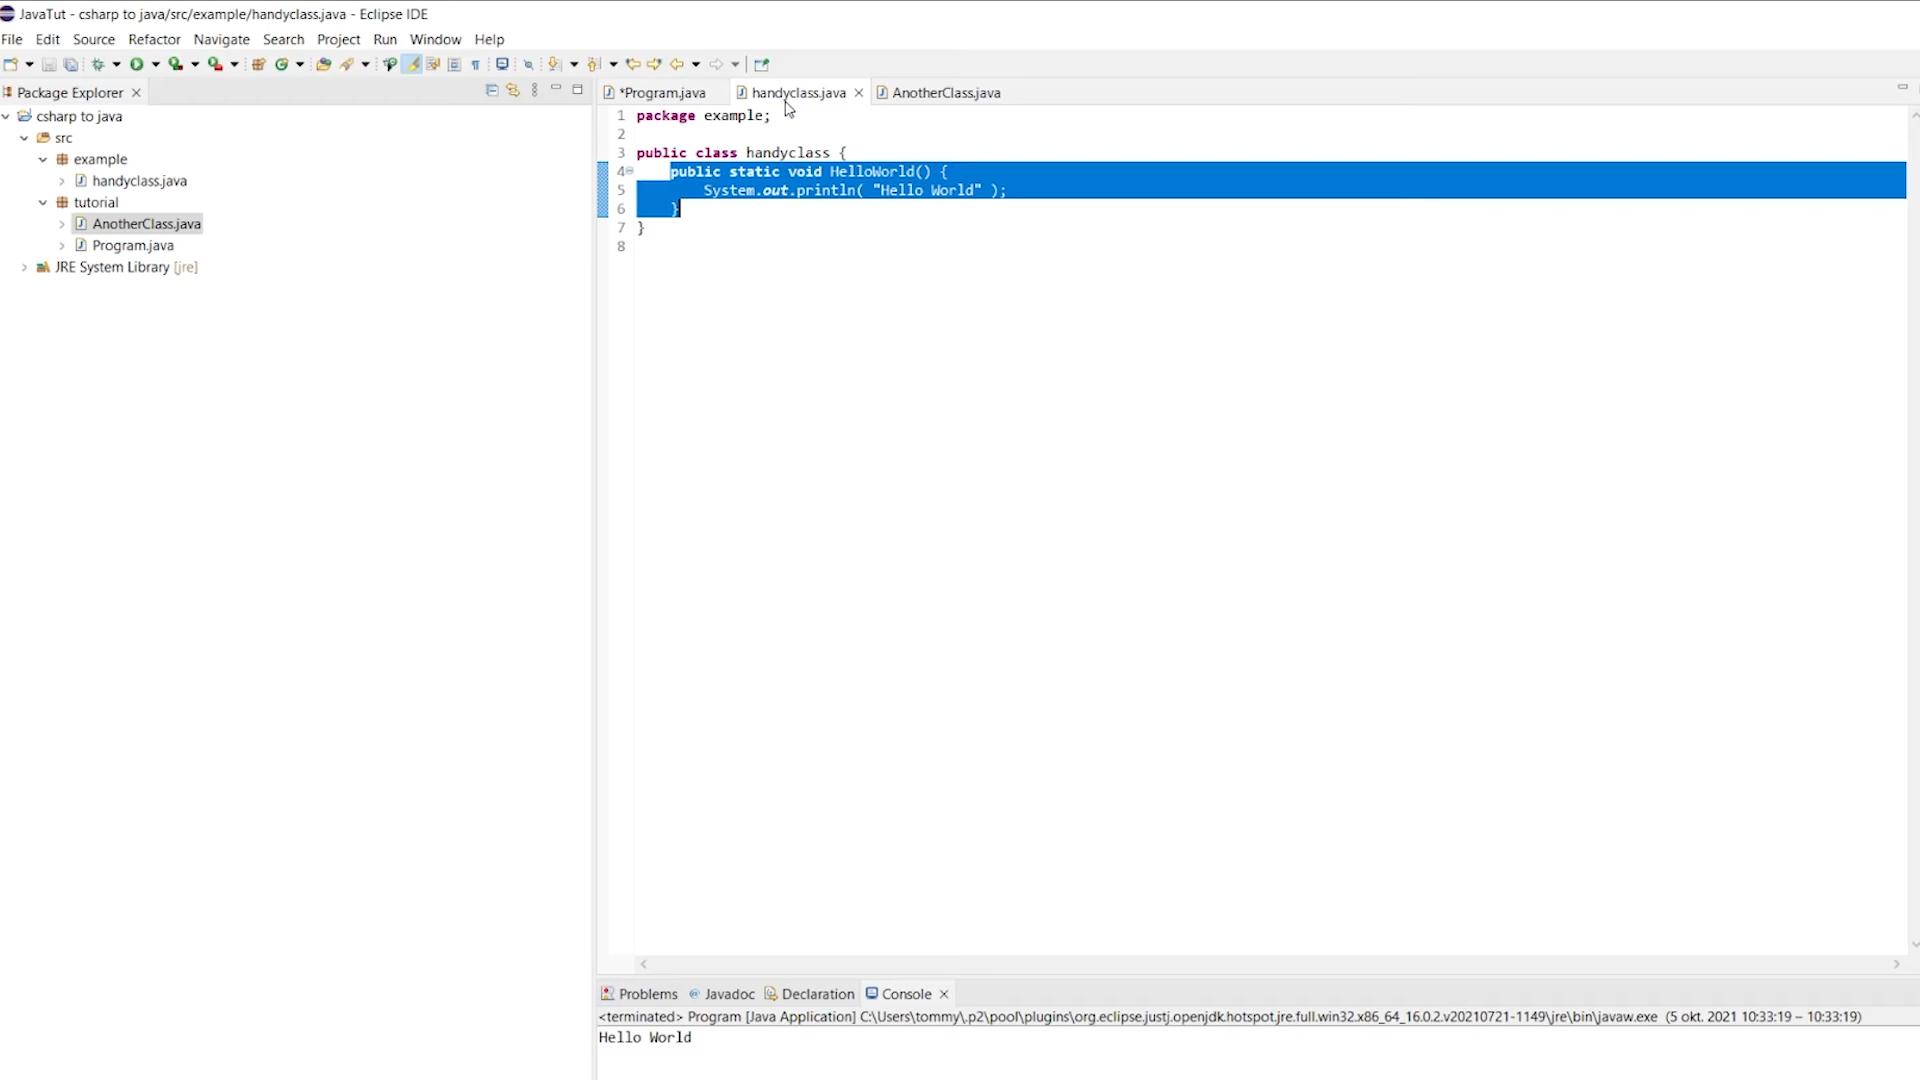 JavaTut - csharp to java/src/example/handyclass.java - Eclipse IDE
File Edit Source Refactor Navigate Search Project Run Window Help
Package Explorer
csharp to java
src
example
handyclass.java
tutorial
AnotherClass.java
Program.java
JRE System Library [jre]
*Program.java handyclass.java AnotherClass.java
1 package example;
2
3 public class handyclass {
4 public static void HelloWorld() {
5 System.out.println( "Hello World" );
6 }
7 }
8
Problems Javadoc Declaration Console
<terminated> Program [Java Application] C:\Users\tommy\.p2\pool\plugins\org.eclipse.justj.openjdk.hotspot.jre.full.win32.x86_64_16.0.2.v20210721-1149\jre\bin\javaw.exe (5 okt. 2021 10:33:19 – 10:33:19)
Hello World